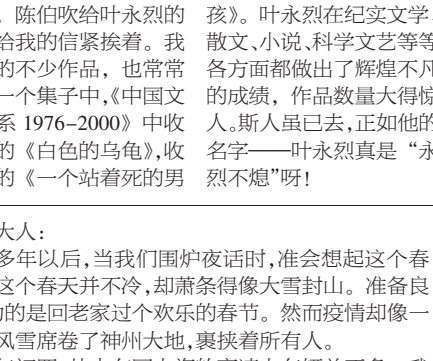 陈伯吹给叶永烈的
给我的信紧挨着。我
的不少作品，也常常
一个集子中，《中国文
系 1976-2000》中收
的《白色的乌龟》，收
的《一个站着死的男
孩》。叶永烈在纪实文学、
散文、小说、科学文艺等等
各方面都做出了辉煌不凡
的成绩，作品数量大得惊
人。斯人虽已去，正如他的
名字——叶永烈真是“永
烈不熄”呀！
大人：
多年以后，当我们围炉夜话时，准会想起这个春
这个春天并不冷，却萧条得像大雪封山。准备良
的是回老家过个欢乐的春节。然而疫情却像一
风雪席卷了神州大地，裹挟着所有人。